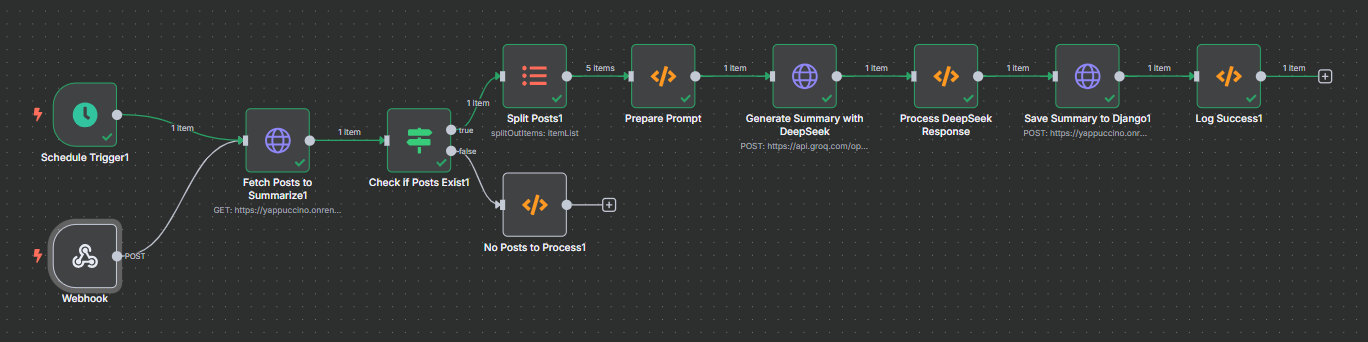 1 item
Schedule Trigger1
POST
Webhook
1 item
Fetch Posts to
Summarize1
GET: https://yappuccino.onren...
true
false
Check if Posts Exist1
1 item
5 items
Split Posts1
splitOutItems: itemList
No Posts to Process1
1 item
Prepare Prompt
1 item
Generate Summary with
DeepSeek
POST: https://api.groq.com/op...
1 item
Process DeepSeek
Response
1 item
Save Summary to Django1
POST: https://yappuccino.onr...
Log Success1
1 item